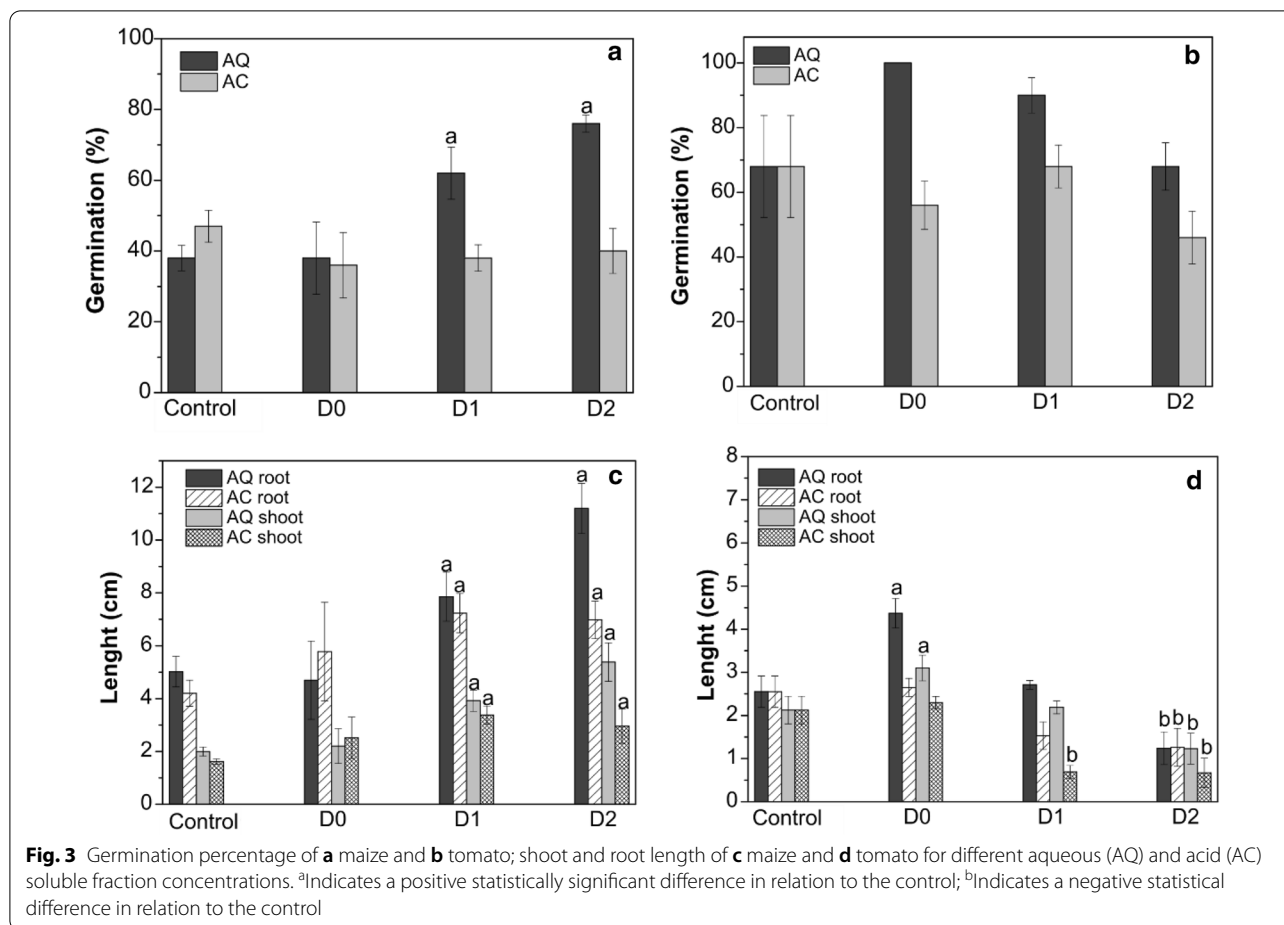 100
80
60
40
20
0
Germination (%)
AQ
AC
a
a
a
Control
D0
D1
D2
100
80
60
40
20
0
Germination (%)
AQ
AC
b
Control
D0
D1
D2
12
10
8
6
4
2
0
Lenght (cm)
AQ root
AC root
AQ shoot
AC shoot
c
a
a
a
a
a
a
a
a
Control
D0
D1
D2
8
7
6
5
4
3
2
1
0
Lenght (cm)
AQ root
AC root
AQ shoot
AC shoot
d
a
a
b
b
b
b
b
Control
D0
D1
D2
Fig. 3 Germination percentage of a maize and b tomato; shoot and root length of c maize and d tomato for different aqueous (AQ) and acid (AC)
soluble fraction concentrations. aIndicates a positive statistically significant difference in relation to the control; bIndicates a negative statistical
difference in relation to the control